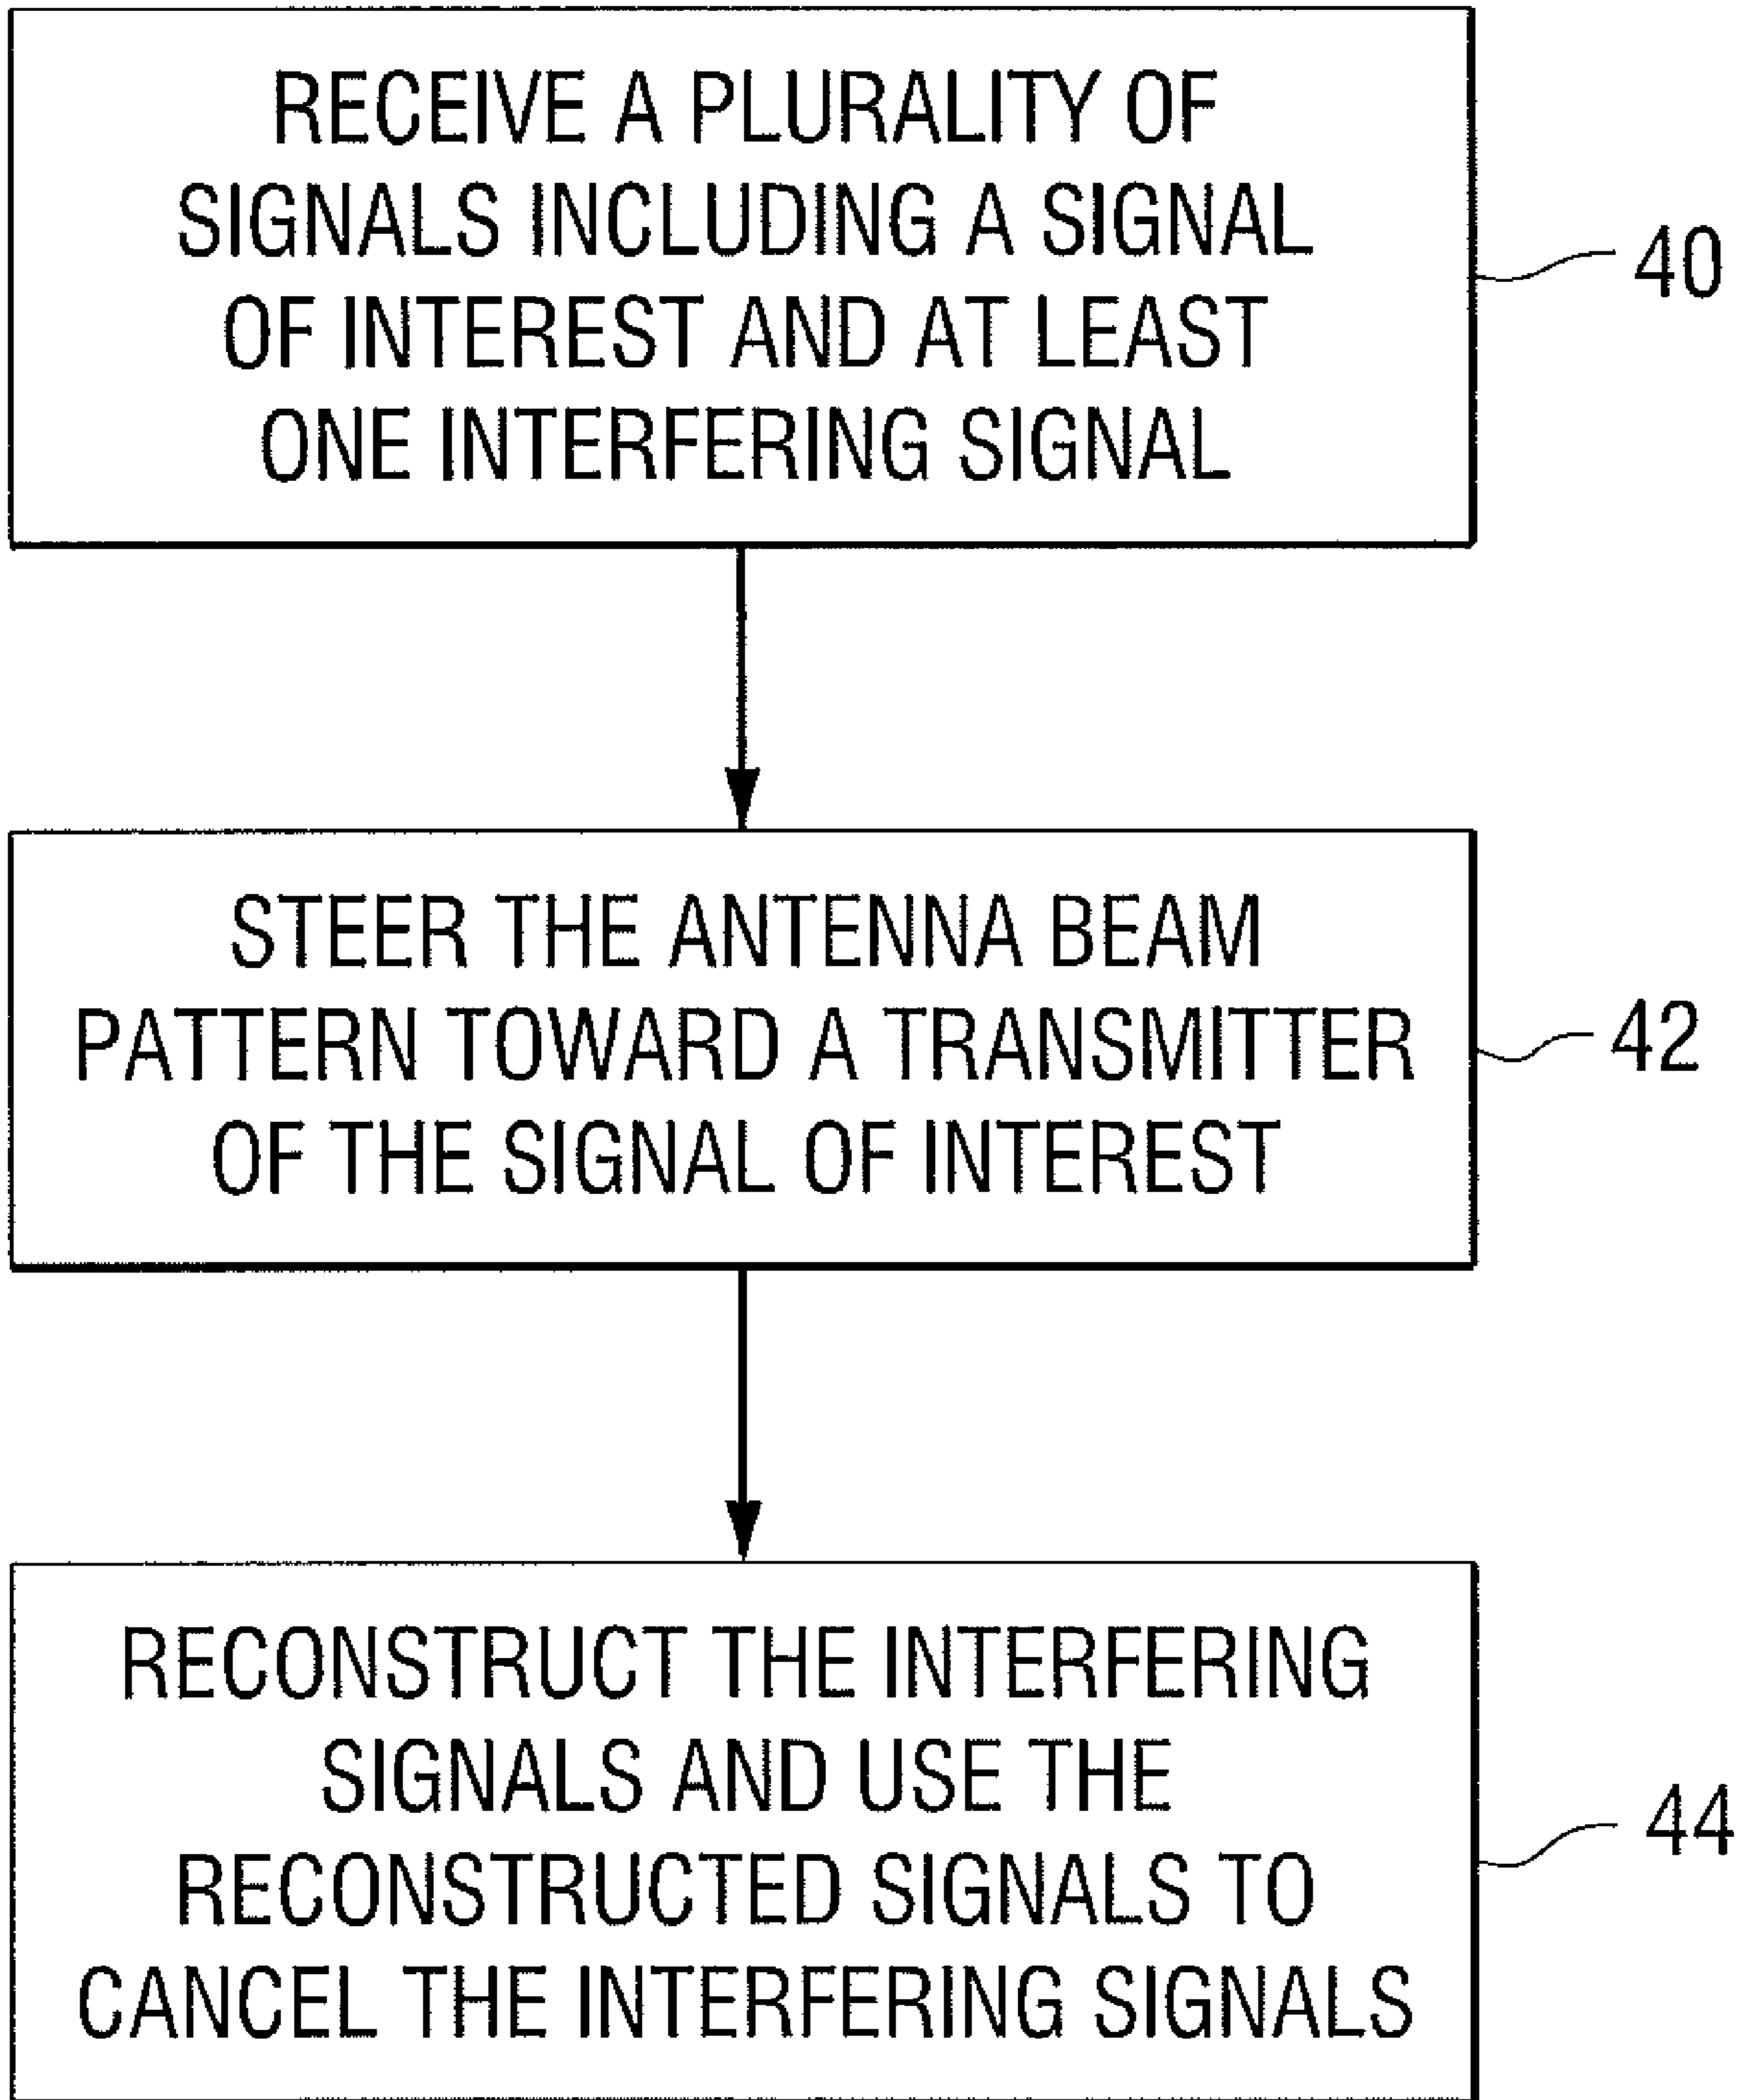 RECEIVE A PLURALITY OF
SIGNALS INCLUDING A SIGNAL
OF INTEREST AND AT LEAST
ONE INTERFERING SIGNAL
40
STEER THE ANTENNA BEAM
PATTERN TOWARD A TRANSMITTER
OF THE SIGNAL OF INTEREST
42
RECONSTRUCT THE INTERFERING
SIGNALS AND USE THE
RECONSTRUCTED SIGNALS TO
CANCEL THE INTERFERING SIGNALS
44